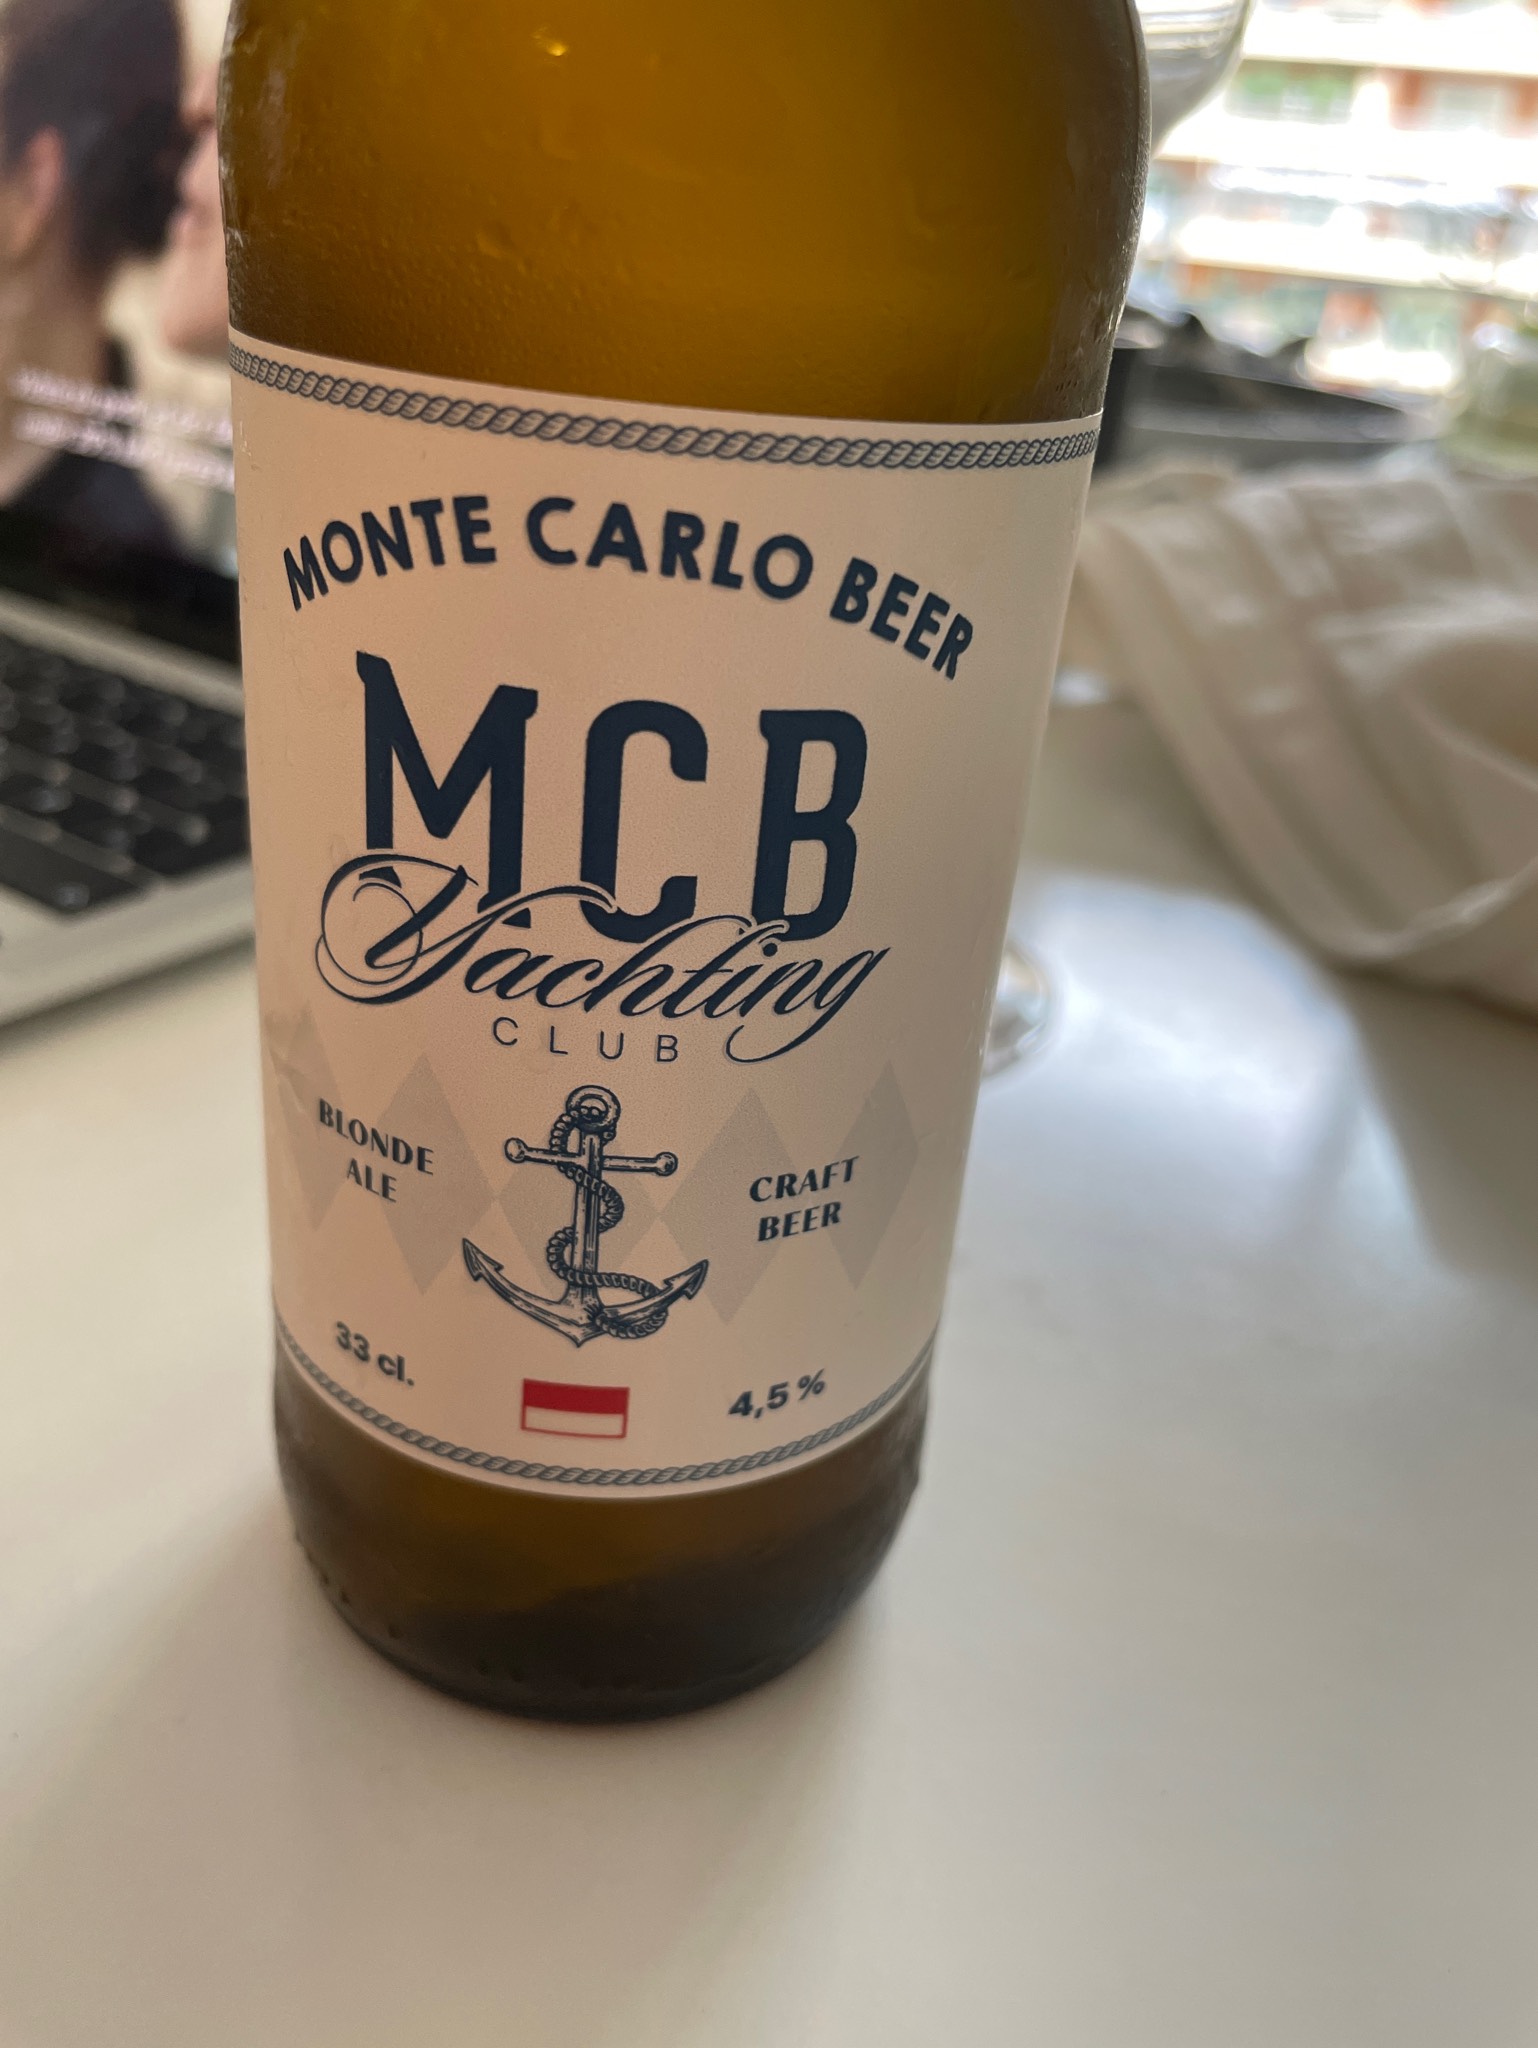 MONTE CARLO BEER
MCB
Yachting
CLUB
BLONDE
ALE
CRAFT
BEER
33 cl.
4,5 %